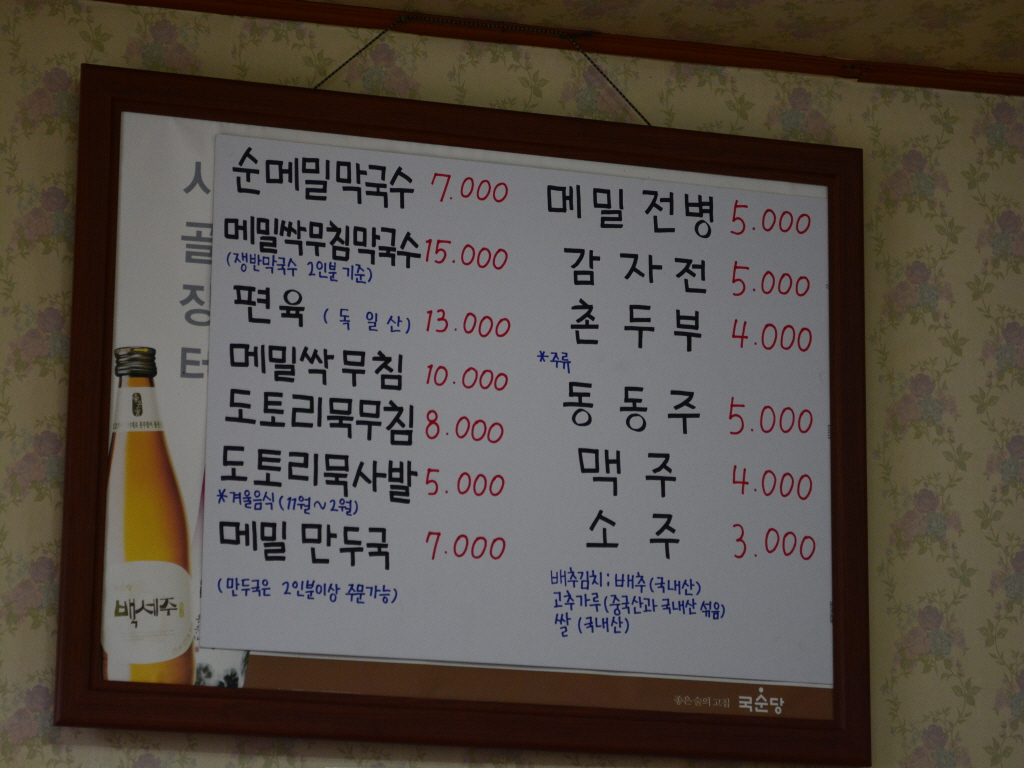 순메밀막국수 7.000
메밀싹무침막국수 15.000
(쟁반막국수 2인분 기준)
편육 (독일산) 13.000
메밀싹 무침 10.000
도토리묵무침 8.000
도토리묵사발 5.000
*겨울음식 (11월~2월)
메밀 만두국 7.000
(만두국은 2인분이상 주문가능)
메밀 전병 5.000
감자전 5.000
촌두부 4.000
*주류
동동주 5.000
맥주 4.000
소주 3.000
배추김치; 배추 (국내산)
고추가루 (중국산과 국내산 섞음)
쌀 (국내산)
백세주
좋은 술의 고집 국순당